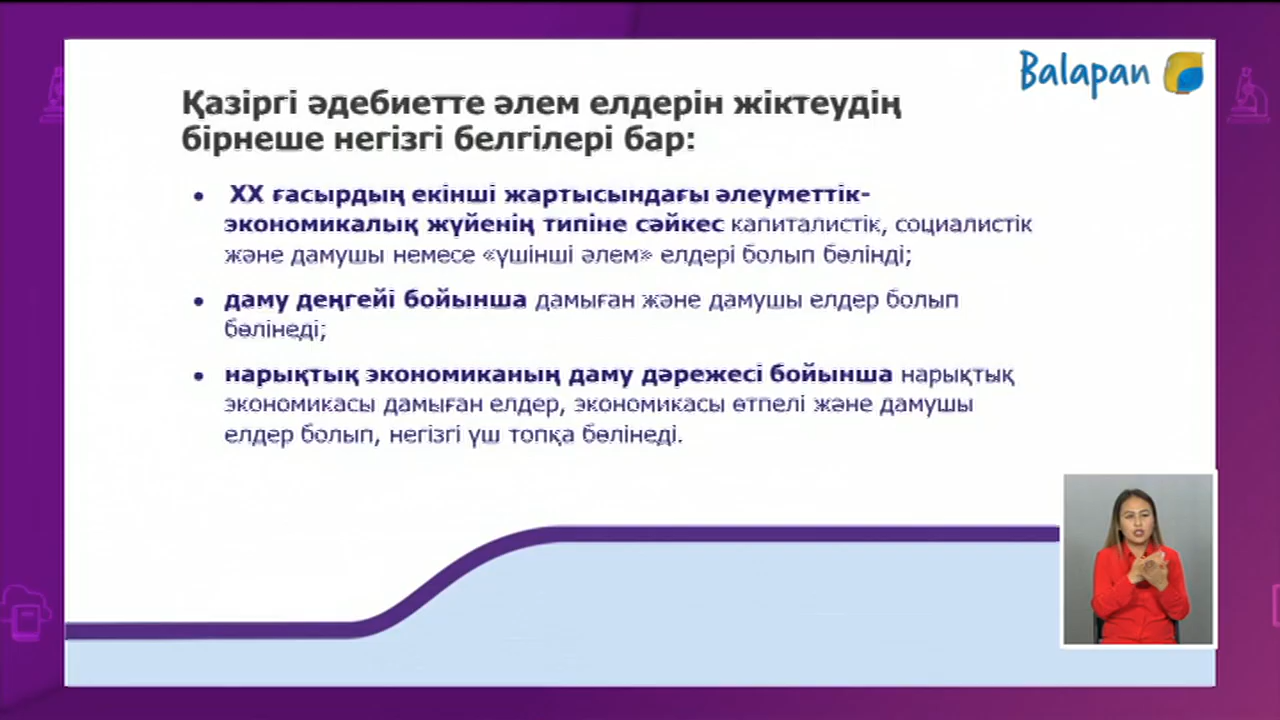 Balapan
Қазіргі әдебиетте әлем елдерін жіктеудің
бірнеше негізгі белгілері бар:
• ХХ ғасырдың екінші жартысындағы әлеуметтік-
экономикалық жүйенің типіне сәйкес капиталистік, социалистік
және дамушы немесе «үшінші әлем» елдері болып бөлінді;
• даму деңгейі бойынша дамыған және дамушы елдер болып
бөлінеді;
• нарықтық экономиканың даму дәрежесі бойынша нарықтық
экономикасы дамыған елдер, экономикасы өтпелі және дамушы
елдер болып, негізгі үш топқа бөлінеді.